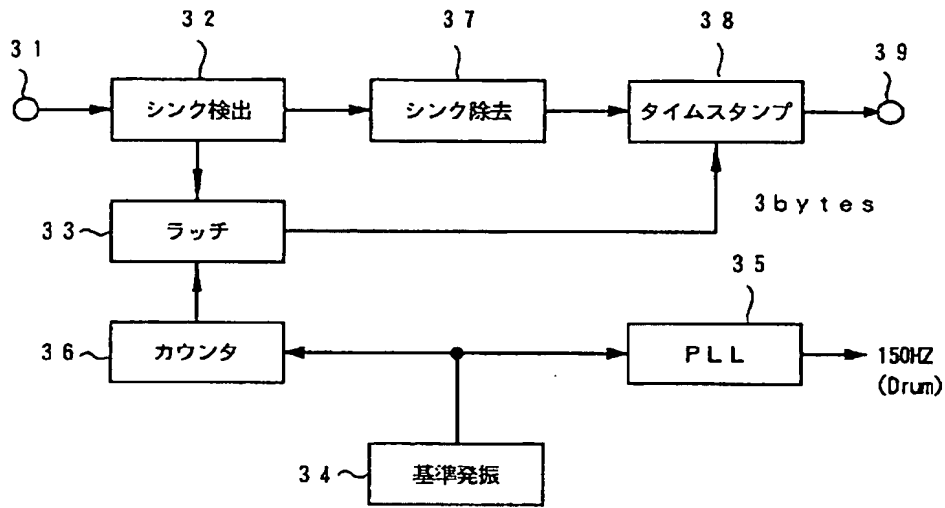 31
32
37
38
39
シンク検出
シンク除去
タイムスタンプ
33
ラッチ
3bytes
35
36
カウンタ
PLL
150HZ
(Drum)
34
基準発振